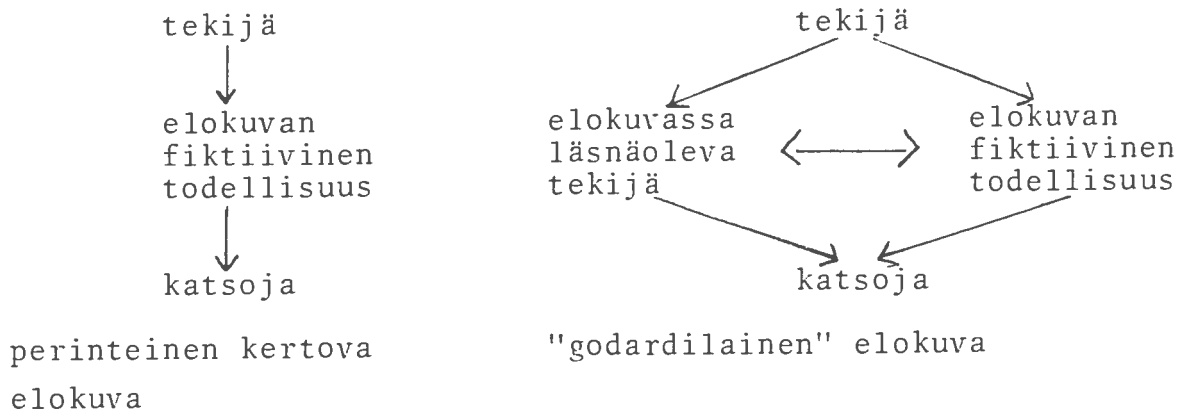 tekijä
elokuvan
fiktiivinen
todellisuus
katsoja
perinteinen kertova
elokuva
tekijä
elokuvassa
läsnäoleva
tekijä
elokuvan
fiktiivinen
todellisuus
katsoja
"godardilainen" elokuva